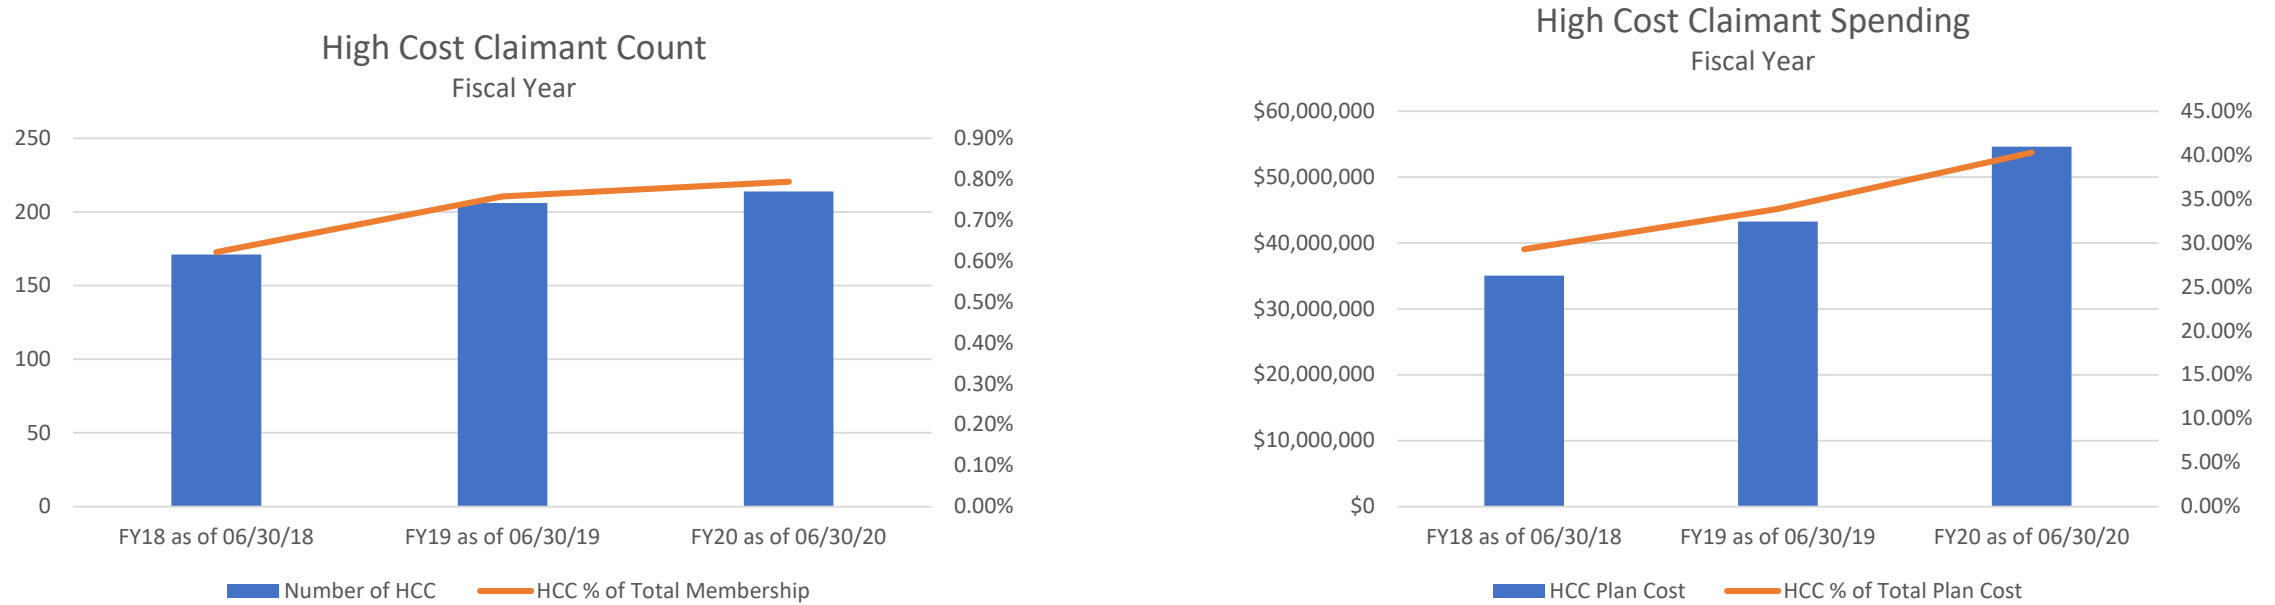 High Cost Claimant Count
Fiscal Year
250
200
150
100
50
0
0.90%
0.80%
0.70%
0.60%
0.50%
0.40%
0.30%
0.20%
0.10%
0.00%
FY18 as of 06/30/18
FY19 as of 06/30/19
FY20 as of 06/30/20
Number of HCC
HCC % of Total Membership
High Cost Claimant Spending
Fiscal Year
$60,000,000
$50,000,000
$40,000,000
$30,000,000
$20,000,000
$10,000,000
$0
45.00%
40.00%
35.00%
30.00%
25.00%
20.00%
15.00%
10.00%
5.00%
0.00%
FY18 as of 06/30/18
FY19 as of 06/30/19
FY20 as of 06/30/20
HCC Plan Cost
HCC % of Total Plan Cost